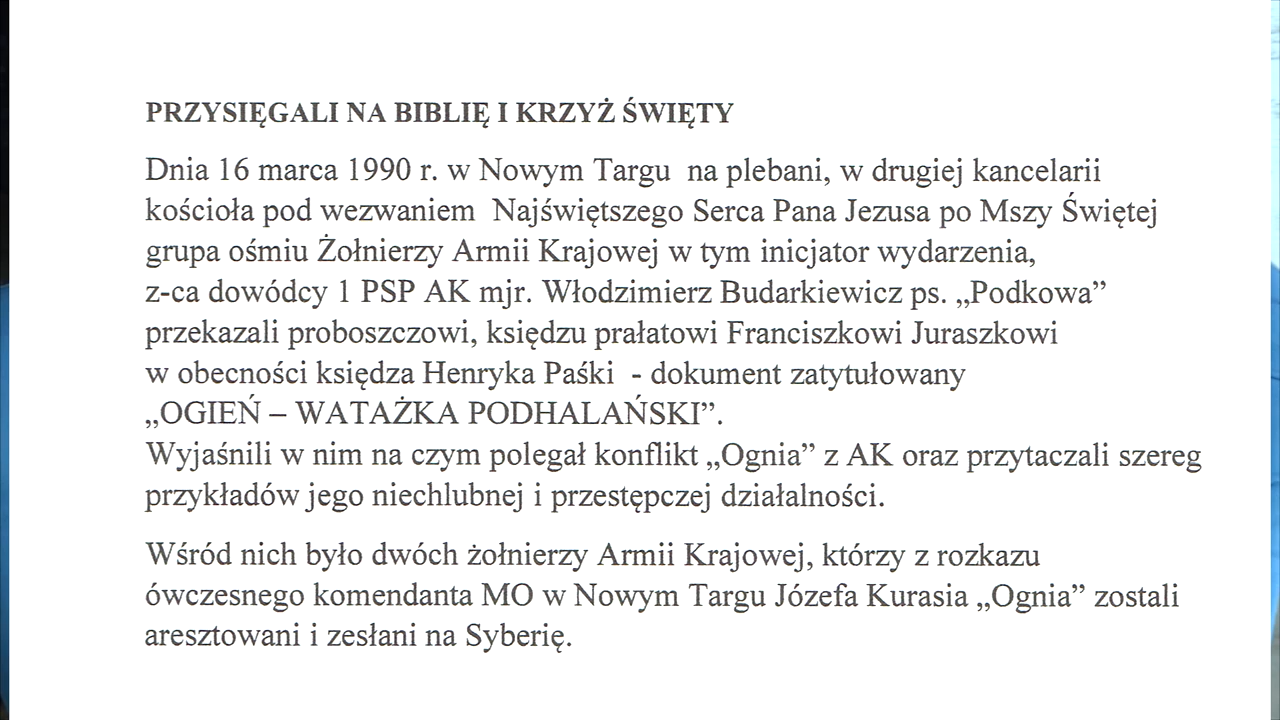 PRZYSIĘGALI NA BIBLIĘ I KRZYŻ ŚWIĘTY
Dnia 16 marca 1990 r. w Nowym Targu na plebani, w drugiej kancelarii
kościoła pod wezwaniem Najświętszego Serca Pana Jezusa po Mszy Świętej
grupa ośmiu Żołnierzy Armii Krajowej w tym inicjator wydarzenia,
z-ca dowódcy 1 PSP AK mjr. Włodzimierz Budarkiewicz ps. „Podkowa”
przekazali proboszczowi, księdzu prałatowi Franciszkowi Juraszkowi
w obecności księdza Henryka Paśki - dokument zatytułowany
„OGIEŃ – WATAŻKA PODHALAŃSKI”.
Wyjaśnili w nim na czym polegał konflikt „Ognia” z AK oraz przytaczali szereg
przykładów jego niechlubnej i przestępczej działalności.
Wśród nich było dwóch żołnierzy Armii Krajowej, którzy z rozkazu
ówczesnego komendanta MO w Nowym Targu Józefa Kurasia „Ognia” zostali
aresztowani i zesłani na Syberię.